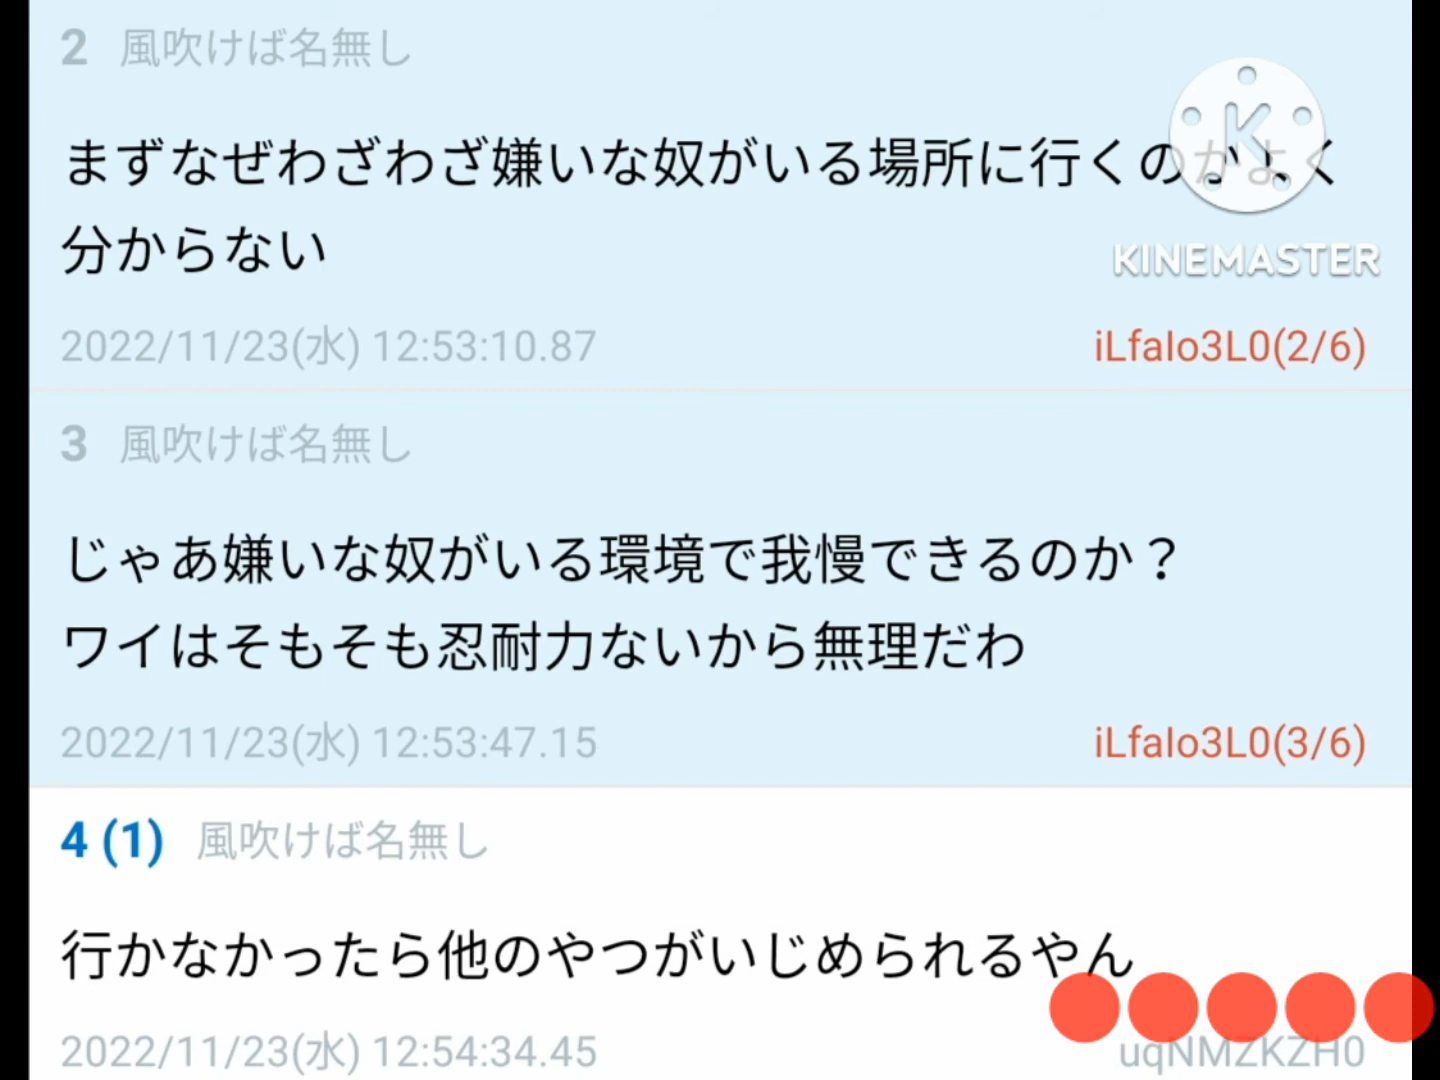 2 風吹けば名無し
まずなぜわざわざ嫌いな奴がいる場所に行くのかよく
分からない
KINEMASTER
2022/11/23(水) 12:53:10.87 iLfalo3L0(2/6)
3 風吹けば名無し
じゃあ嫌いな奴がいる環境で我慢できるのか？
ワイはそもそも忍耐力ないから無理だわ
2022/11/23(水) 12:53:47.15 iLfalo3L0(3/6)
4 (1) 風吹けば名無し
行かなかったら他のやつがいじめられるやん
2022/11/23(水) 12:54:34.45 uqNMZKZH0